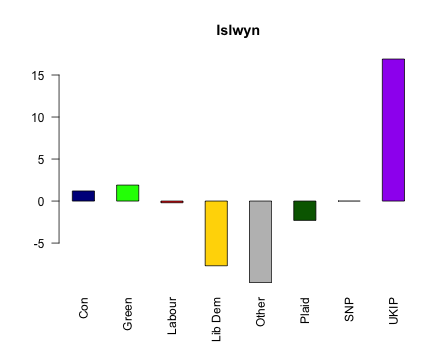 Islwyn
15
10
5
0
-5
Con
Green
Labour
Lib Dem
Other
Plaid
SNP
UKIP